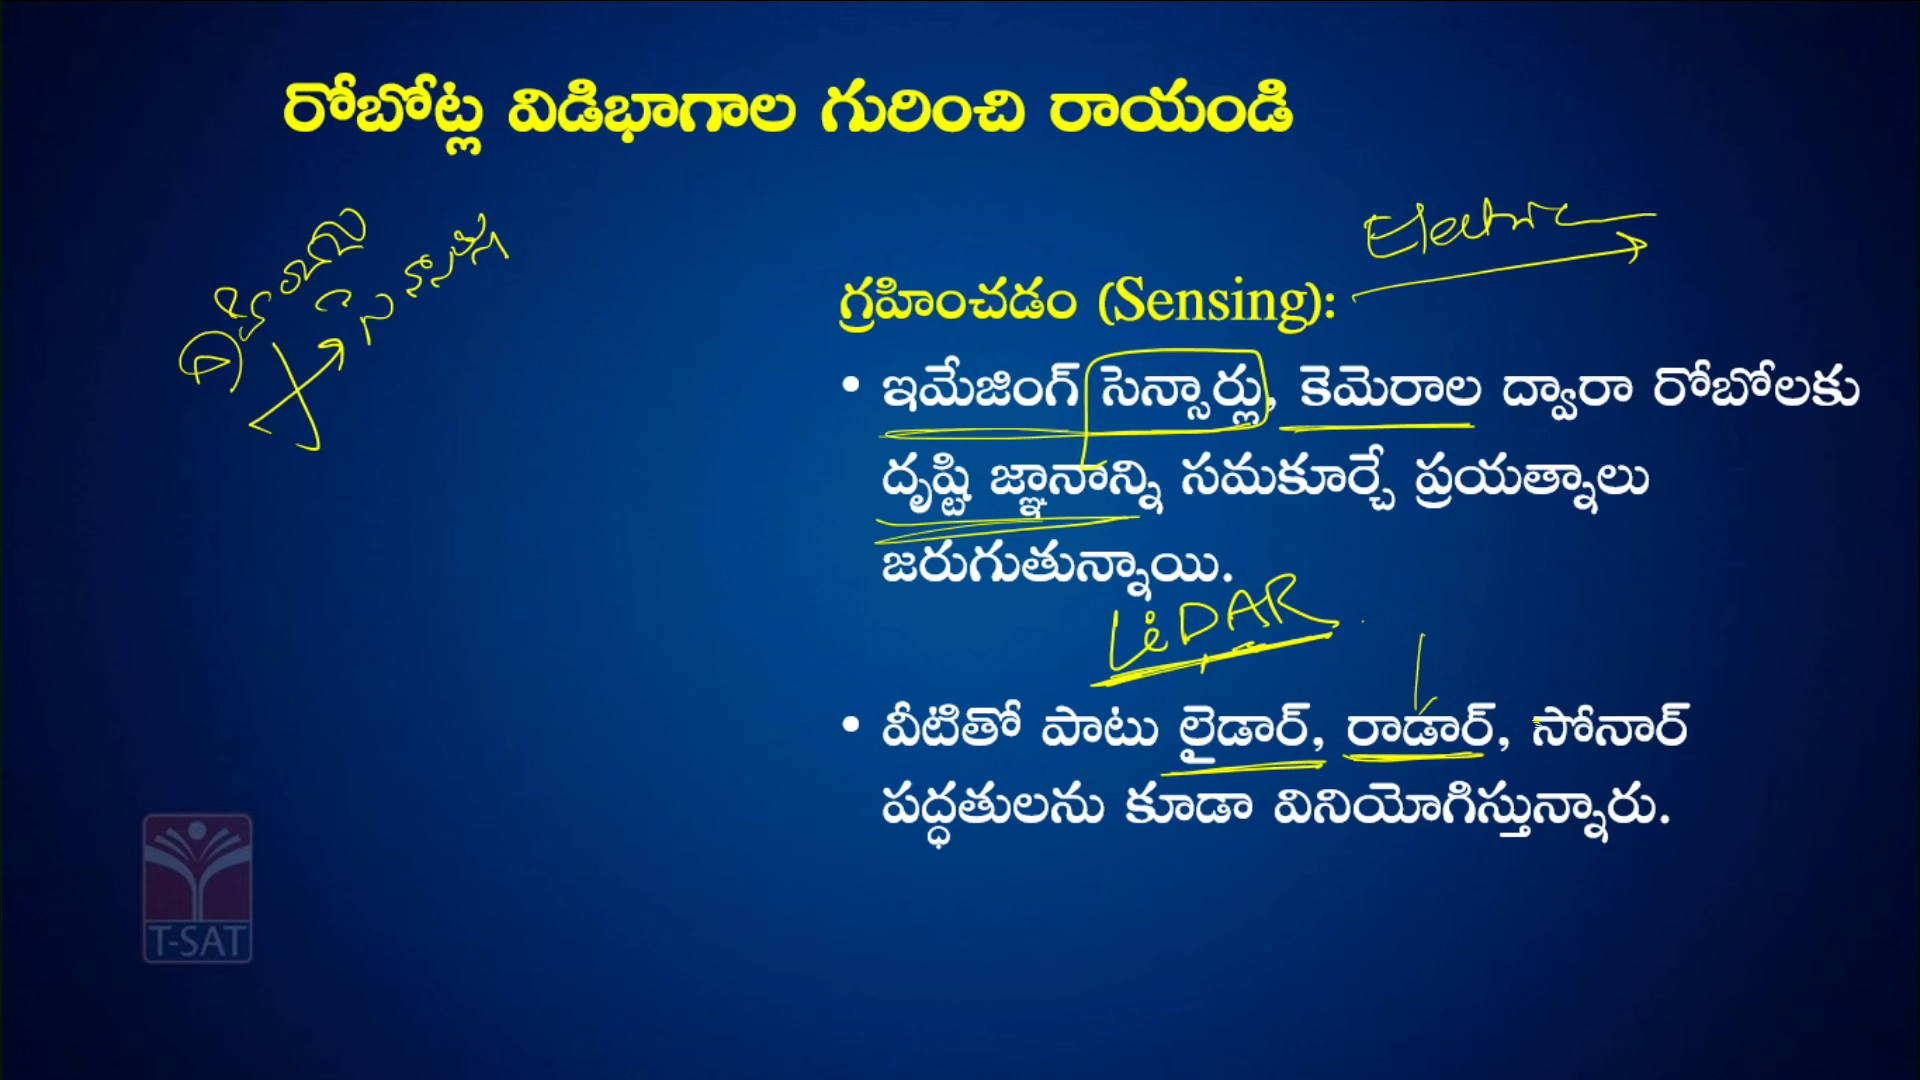 రోబోట్ల విడిభాగాల గురించి రాయండి
Electric
గ్రహించడం (Sensing):
• ఇమేజింగ్ సెన్సార్లు, కెమెరాల ద్వారా రోబోలకు
దృష్టి జ్ఞానాన్ని సమకూర్చే ప్రయత్నాలు
జరుగుతున్నాయి.
LiDAR
• వీటితో పాటు లైడార్, రాడార్, సోనార్
పద్ధతులను కూడా వినియోగిస్తున్నారు.
T-SAT